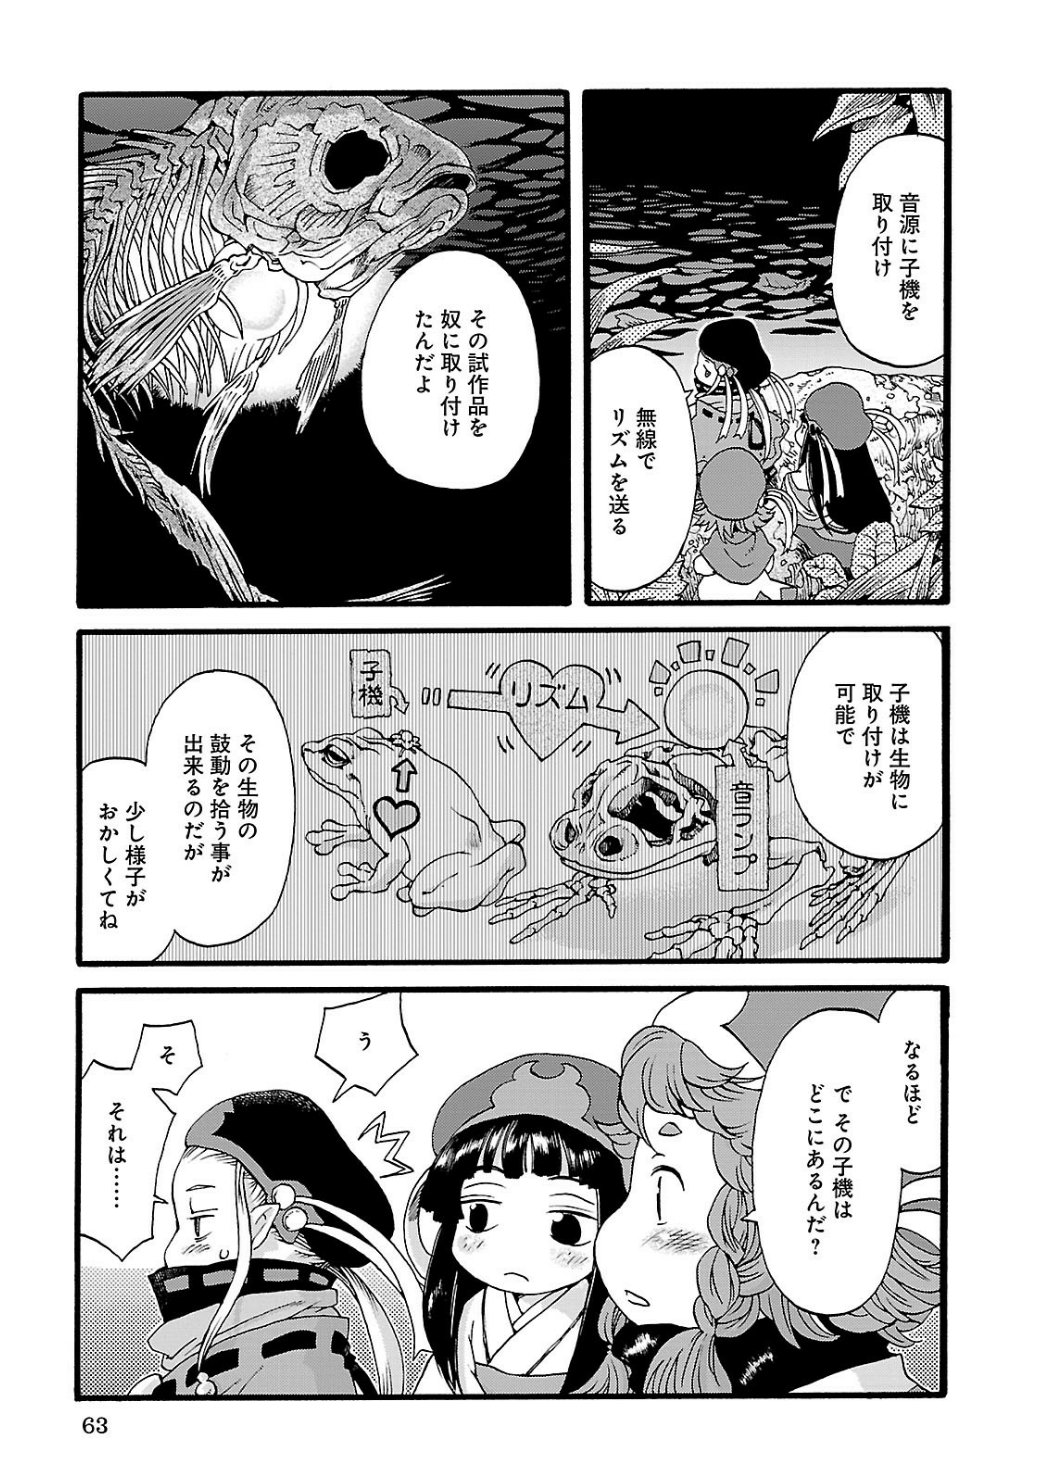 音源に子機を
取り付け
無線で
リズムを送る
その試作品を
奴に取り付け
たんだよ
子機は生物に
取り付けが
可能で
音ランプ
リズム
子機
その生物の
鼓動を拾う事が
出来るのだが
少し様子が
おかしくてね
なるほど
で その子機は
どこにあるんだ?
う
そ
それは……
63